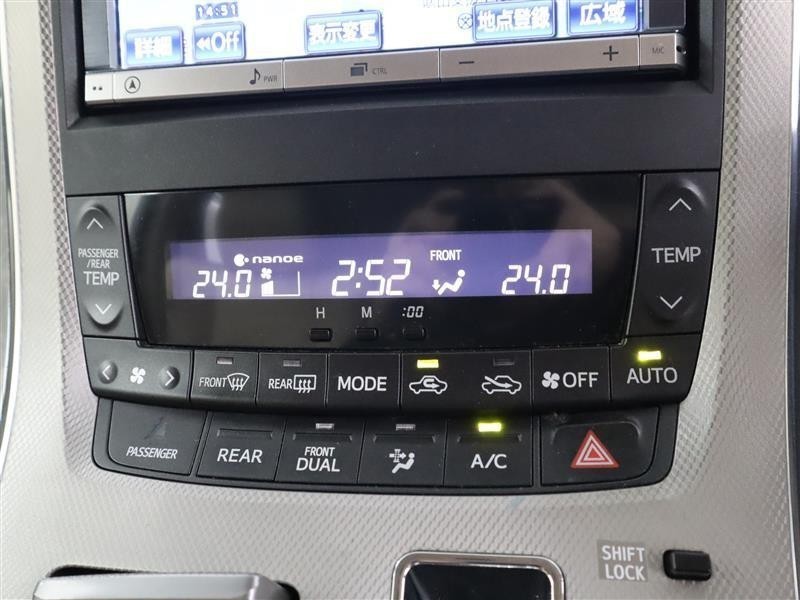 14:51
詳細
◀◀Off
表示変更
地点登録
広域
PWR
CTRL
−
+
MIC
PASSENGER
/REAR
TEMP
nanoe
24.0
2:52
FRONT
24.0
TEMP
H M :00
FRONT
REAR
MODE
OFF
AUTO
PASSENGER
REAR
FRONT
DUAL
A/C
SHIFT
LOCK